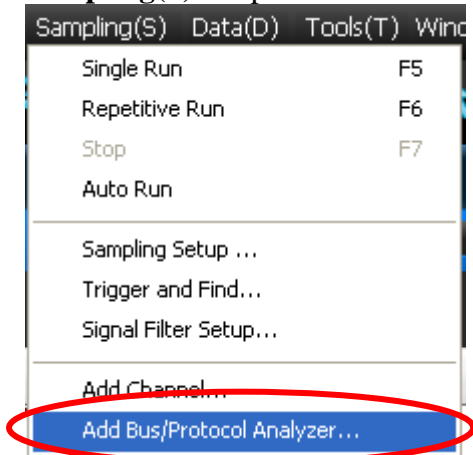 Sampling(S) Data(D) Tools(T)
Single Run F5
Repetitive Run F6
Stop F7
Auto Run
Sampling Setup ...
Trigger and Find...
Signal Filter Setup...
Add Channel...
Add Bus/Protocol Analyzer...